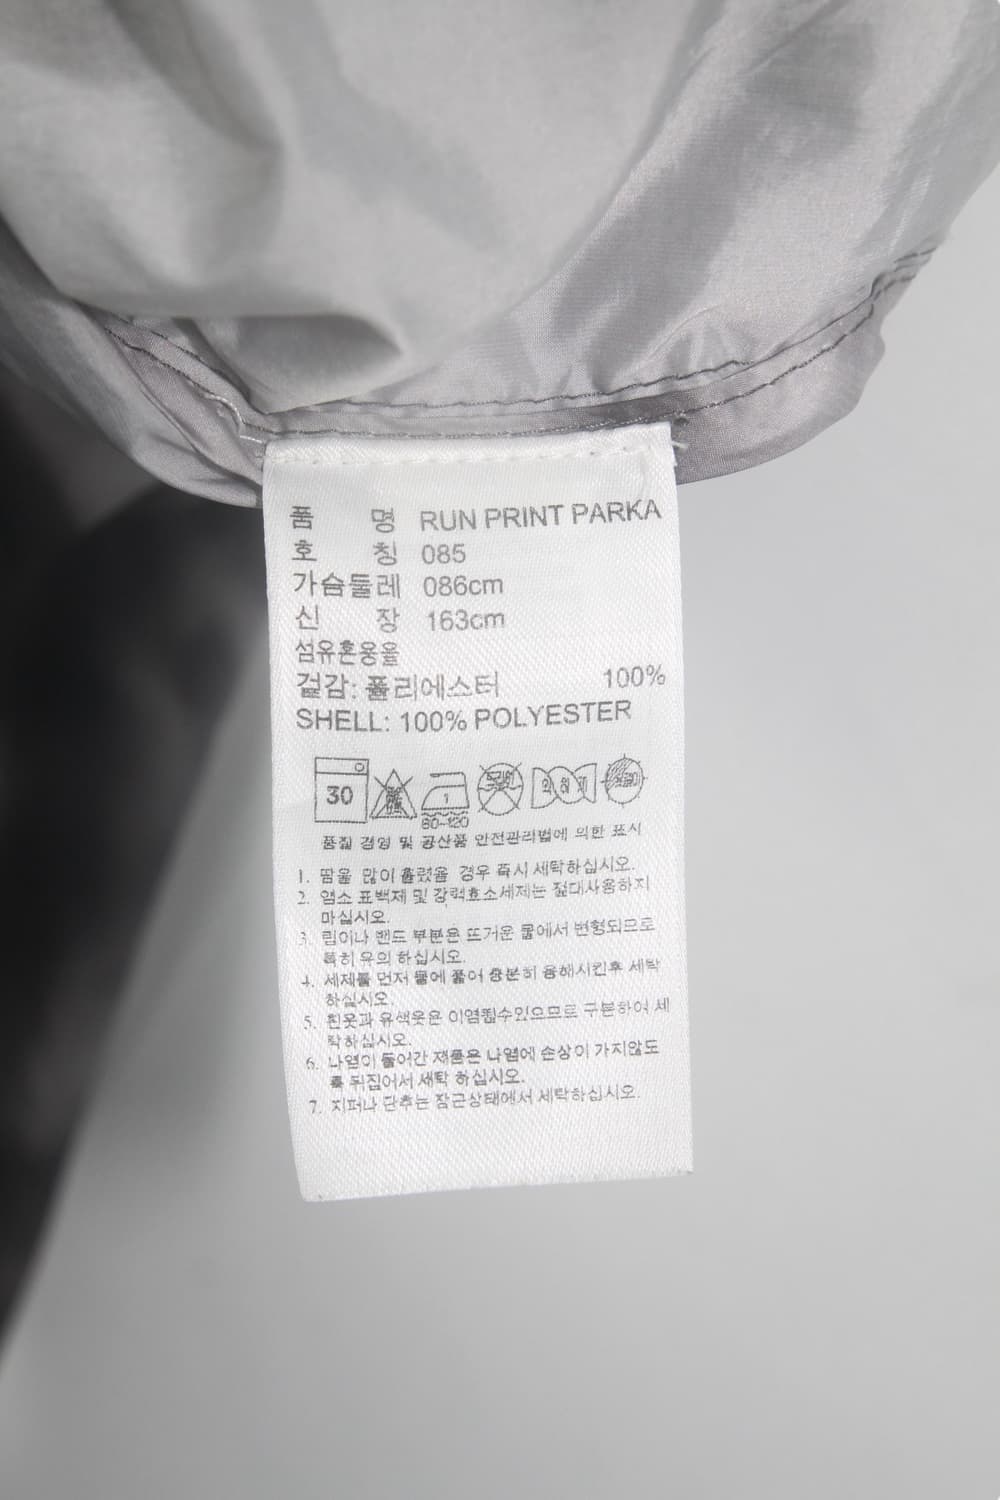 품 명 RUN PRINT PARKA
호 칭 085
가슴둘레 086cm
신 장 163cm
섬유혼용율
겉감: 폴리에스터 100%
SHELL: 100% POLYESTER
30
1
80-120
품질 경영 및 공산품 안전관리법에 의한 표시
1. 땀을 많이 흘렸을 경우 즉시 세탁하십시오.
2. 염소 표백제 및 강력효소세제는 절대사용하지
마십시오.
3. 립이나 밴드 부분은 뜨거운 물에서 변형되므로
특히 유의 하십시오.
4. 세제를 먼저 물에 풀어 충분히 용해시킨후 세탁
하십시오.
5. 흰옷과 유색옷은 이염될수있으므로 구분하여 세
탁하십시오.
6. 나염이 들어간 제품은 나염에 손상이 가지않도
록 뒤집어서 세탁 하십시오.
7. 지퍼나 단추는 잠근상태에서 세탁하십시오.